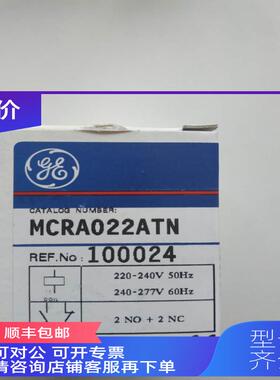 价
GE
CATALOG NUMBER:
MCRA022ATN
REF.No: 100024
220-240V 50Hz
240-277V 60Hz
COIL
2 NO + 2 NC
顺丰包邮
可对公 可开专票
请咨询店铺客服再下单
型号
齐